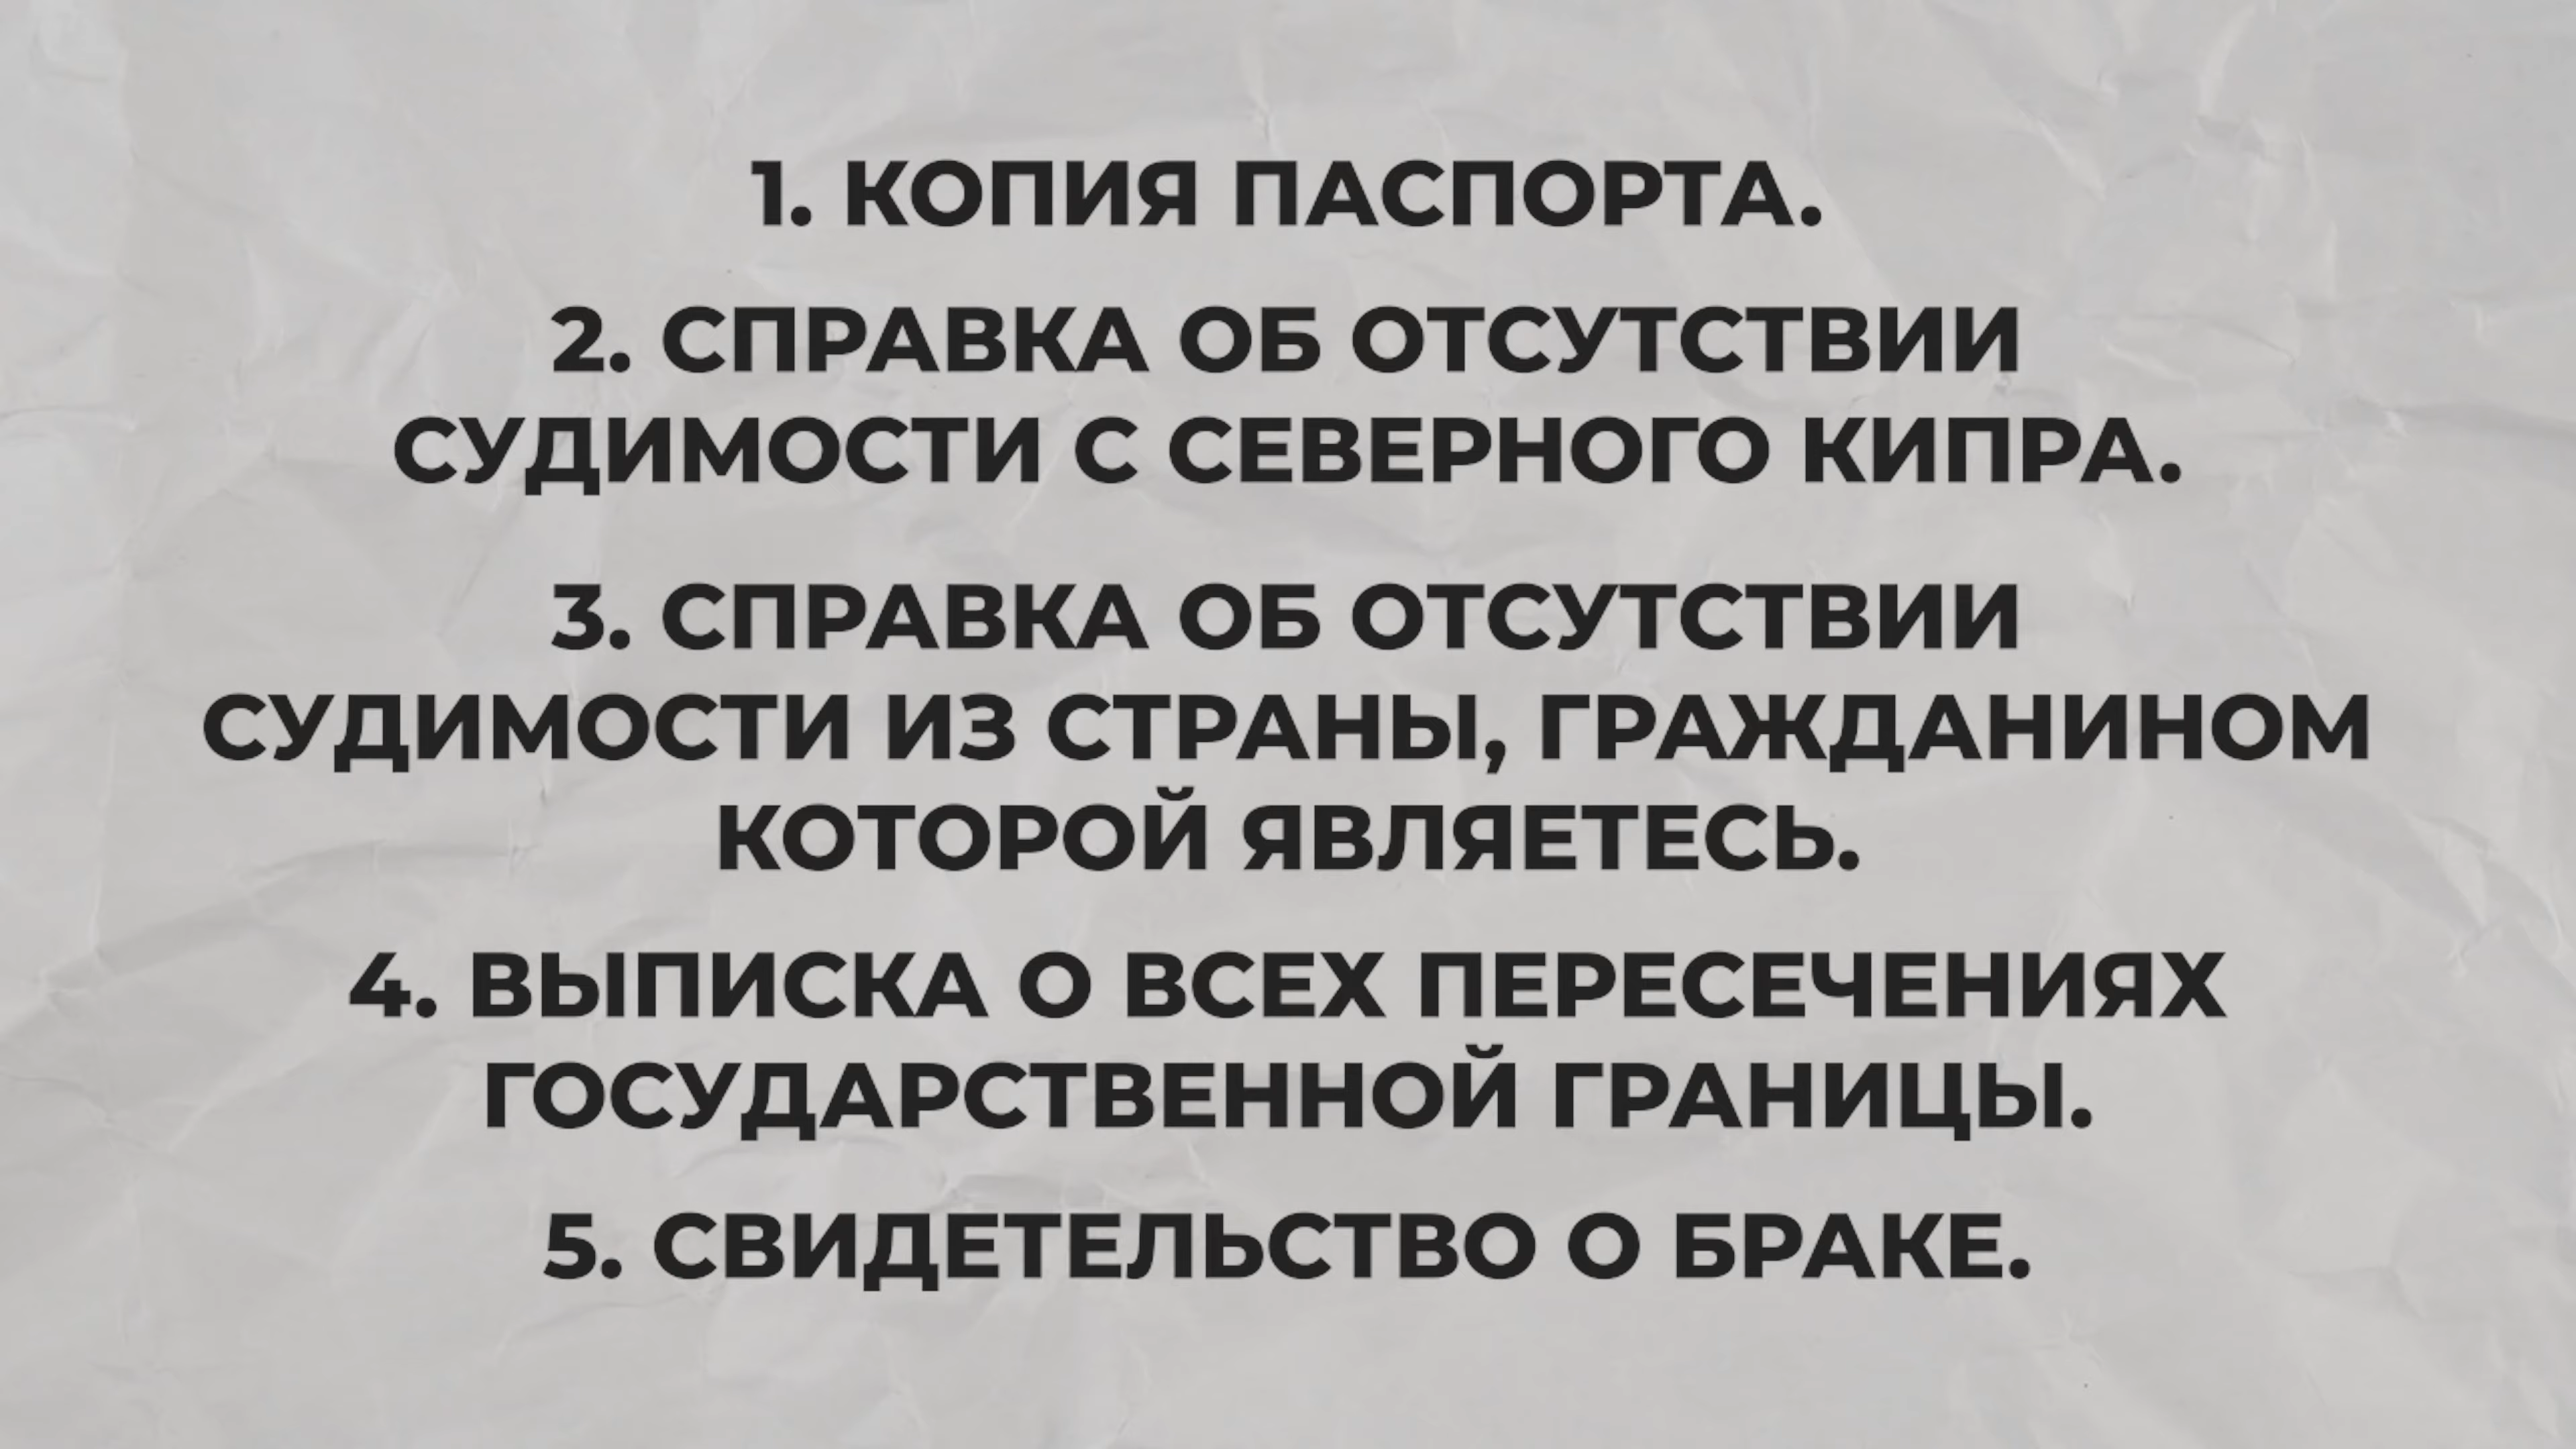 1. КОПИЯ ПАСПОРТА.
2. СПРАВКА ОБ ОТСУТСТВИИ
СУДИМОСТИ С СЕВЕРНОГО КИПРА.
3. СПРАВКА ОБ ОТСУТСТВИИ
СУДИМОСТИ ИЗ СТРАНЫ, ГРАЖДАНИНОМ
КОТОРОЙ ЯВЛЯЕТЕСЬ.
4. ВЫПИСКА О ВСЕХ ПЕРЕСЕЧЕНИЯХ
ГОСУДАРСТВЕННОЙ ГРАНИЦЫ.
5. СВИДЕТЕЛЬСТВО О БРАКЕ.